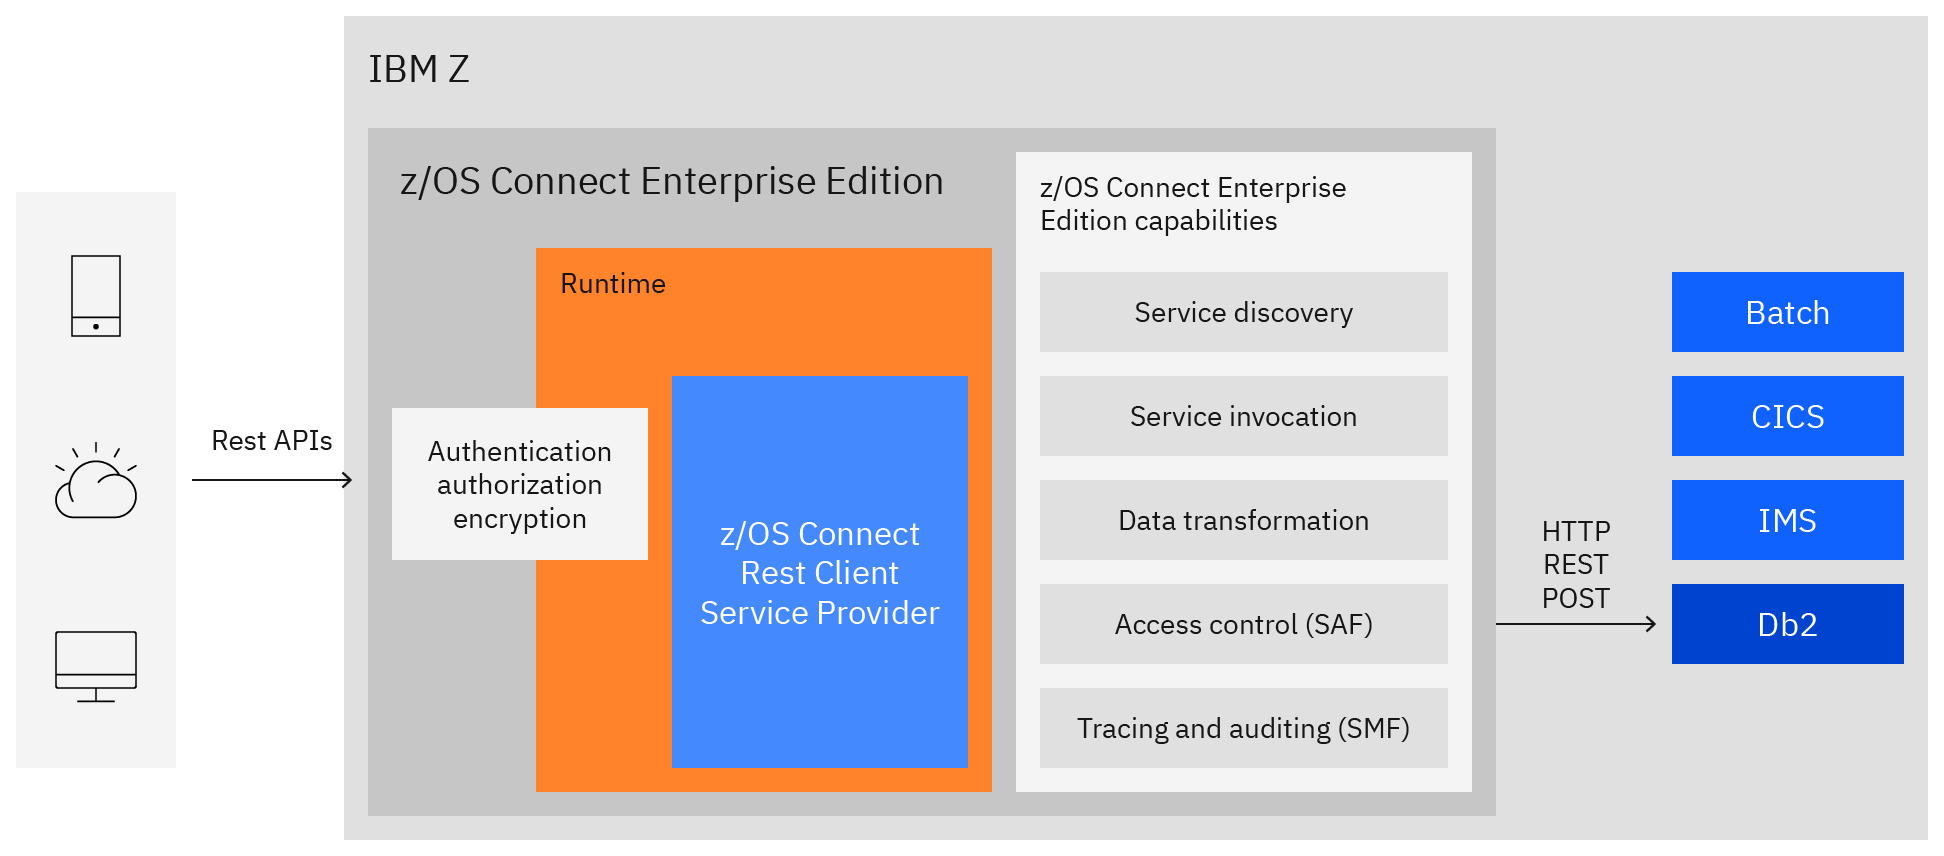 IBM Z
z/OS Connect Enterprise Edition
Rest APIs
Authentication
authorization
encryption
Runtime
z/OS Connect
Rest Client
Service Provider
z/OS Connect Enterprise
Edition capabilities
Service discovery
Service invocation
Data transformation
Access control (SAF)
Tracing and auditing (SMF)
HTTP
REST
POST
Batch
CICS
IMS
Db2